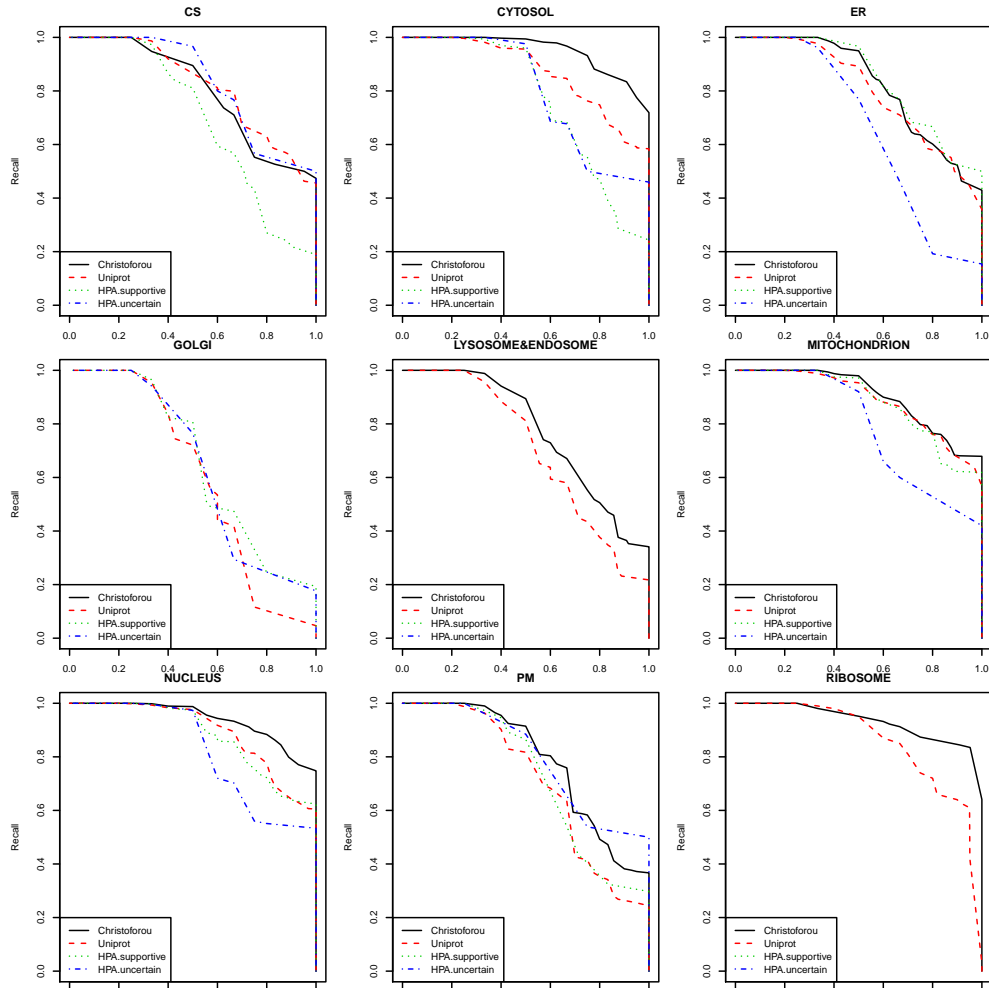 CS
Recall
1.0
0.8
0.6
0.4
0.2
0.0
Christoforou
Uniprot
HPA.supportive
HPA.uncertain
0.0 0.2 0.4 0.6 0.8 1.0
CYTOSOL
Recall
1.0
0.8
0.6
0.4
0.2
0.0
Christoforou
Uniprot
HPA.supportive
HPA.uncertain
0.0 0.2 0.4 0.6 0.8 1.0
ER
Recall
1.0
0.8
0.6
0.4
0.2
0.0
Christoforou
Uniprot
HPA.supportive
HPA.uncertain
0.0 0.2 0.4 0.6 0.8 1.0
GOLGI
Recall
1.0
0.8
0.6
0.4
0.2
0.0
Christoforou
Uniprot
HPA.supportive
HPA.uncertain
0.0 0.2 0.4 0.6 0.8 1.0
LYSOSOME&ENDOSOME
Recall
1.0
0.8
0.6
0.4
0.2
0.0
Christoforou
Uniprot
HPA.supportive
HPA.uncertain
0.0 0.2 0.4 0.6 0.8 1.0
MITOCHONDRION
Recall
1.0
0.8
0.6
0.4
0.2
0.0
Christoforou
Uniprot
HPA.supportive
HPA.uncertain
0.0 0.2 0.4 0.6 0.8 1.0
NUCLEUS
Recall
1.0
0.8
0.6
0.4
0.2
0.0
Christoforou
Uniprot
HPA.supportive
HPA.uncertain
PM
Recall
1.0
0.8
0.6
0.4
0.2
0.0
Christoforou
Uniprot
HPA.supportive
HPA.uncertain
RIBOSOME
Recall
1.0
0.8
0.6
0.4
0.2
0.0
Christoforou
Uniprot
HPA.supportive
HPA.uncertain